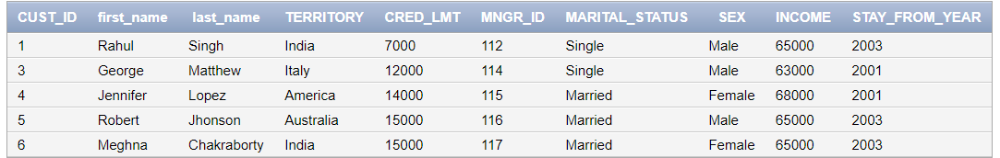 CUST_ID first_name last_name TERRITORY CRED_LMT MNGR_ID MARITAL_STATUS SEX INCOME STAY_FROM_YEAR
1 Rahul Singh India 7000 112 Single Male 65000 2003
3 George Matthew Italy 12000 114 Single Male 63000 2001
4 Jennifer Lopez America 14000 115 Married Female 68000 2001
5 Robert Jhonson Australia 15000 116 Married Male 65000 2003
6 Meghna Chakraborty India 15000 117 Married Female 65000 2003